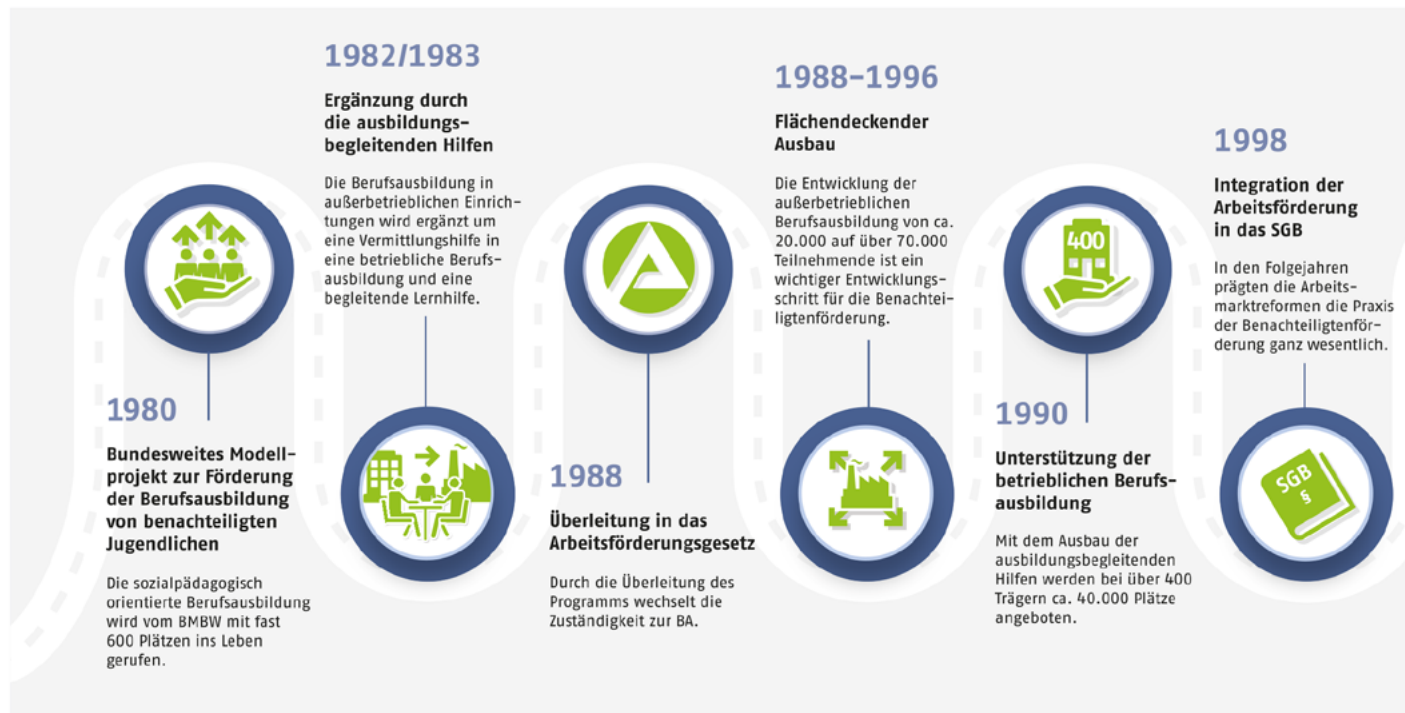 1980
Bundesweites Modell-
projekt zur Förderung
der Berufsausbildung
von benachteiligten
Jugendlichen
Die sozialpädagogisch
orientierte Berufsausbildung
wird vom BMBW mit fast
600 Plätzen ins Leben
gerufen.
1982/1983
Ergänzung durch
die ausbildungs-
begleitenden Hilfen
Die Berufsausbildung in
außerbetrieblichen Einrich-
tungen wird ergänzt um
eine Vermittlungshilfe in
eine betriebliche Berufs-
ausbildung und eine
begleitende Lernhilfe.
1988
Überleitung in das
Arbeitsförderungsgesetz
Durch die Überleitung des
Programms wechselt die
Zuständigkeit zur BA.
1988–1996
Flächendeckender
Ausbau
Die Entwicklung der
außerbetrieblichen
Berufsausbildung von ca.
20.000 auf über 70.000
Teilnehmende ist ein
wichtiger Entwicklungs-
schritt für die Benachtei-
ligtenförderung.
400
1990
Unterstützung der
betrieblichen Berufs-
ausbildung
Mit dem Ausbau der
ausbildungsbegleitenden
Hilfen werden bei über 400
Trägern ca. 40.000 Plätze
angeboten.
1998
Integration der
Arbeitsförderung
in das SGB
In den Folgejahren
prägten die Arbeits-
marktreformen die Praxis
der Benachteiligtenför-
derung ganz wesentlich.
SGB
§